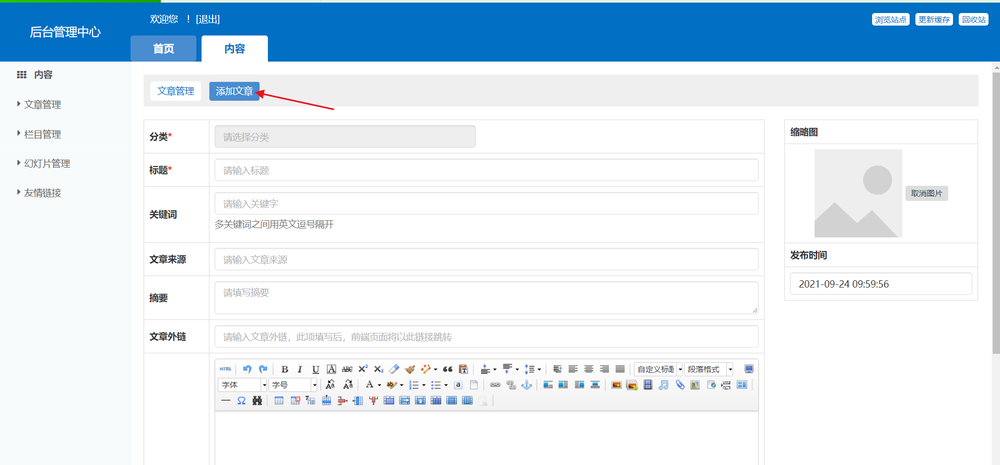 后台管理中心
欢迎您 ！ [退出]
浏览站点 更新缓存 回收站
首页 内容
内容
文章管理
栏目管理
幻灯片管理
友情链接
文章管理 添加文章
分类*
请选择分类
标题*
请输入标题
关键词
请输入关键字
多关键词之间用英文逗号隔开
文章来源
请输入文章来源
摘要
请填写摘要
文章外链
请输入文章外链，此项填写后，前端页面将以此链接跳转
HTML B I U A ABC X² X₂ 自定义标题 段落格式
字体 字号
缩略图
取消图片
发布时间
2021-09-24 09:59:56